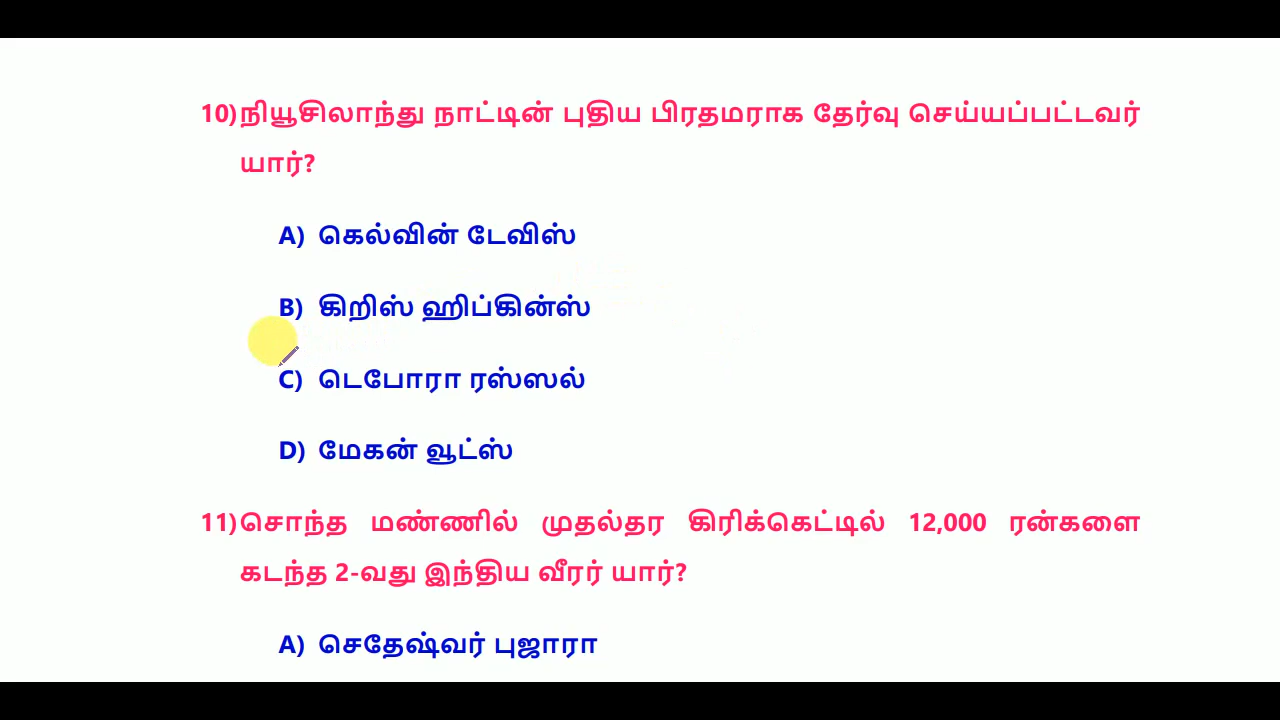 10)நியூசிலாந்து நாட்டின் புதிய பிரதமராக தேர்வு செய்யப்பட்டவர்
யார்?
A) கெல்வின் டேவிஸ்
B) கிறிஸ் ஹிப்கின்ஸ்
C) டெபோரா ரஸ்ஸல்
D) மேகன் வூட்ஸ்
11)சொந்த மண்ணில் முதல்தர கிரிக்கெட்டில் 12,000 ரன்களை
கடந்த 2-வது இந்திய வீரர் யார்?
A) செதேஷ்வர் புஜாரா